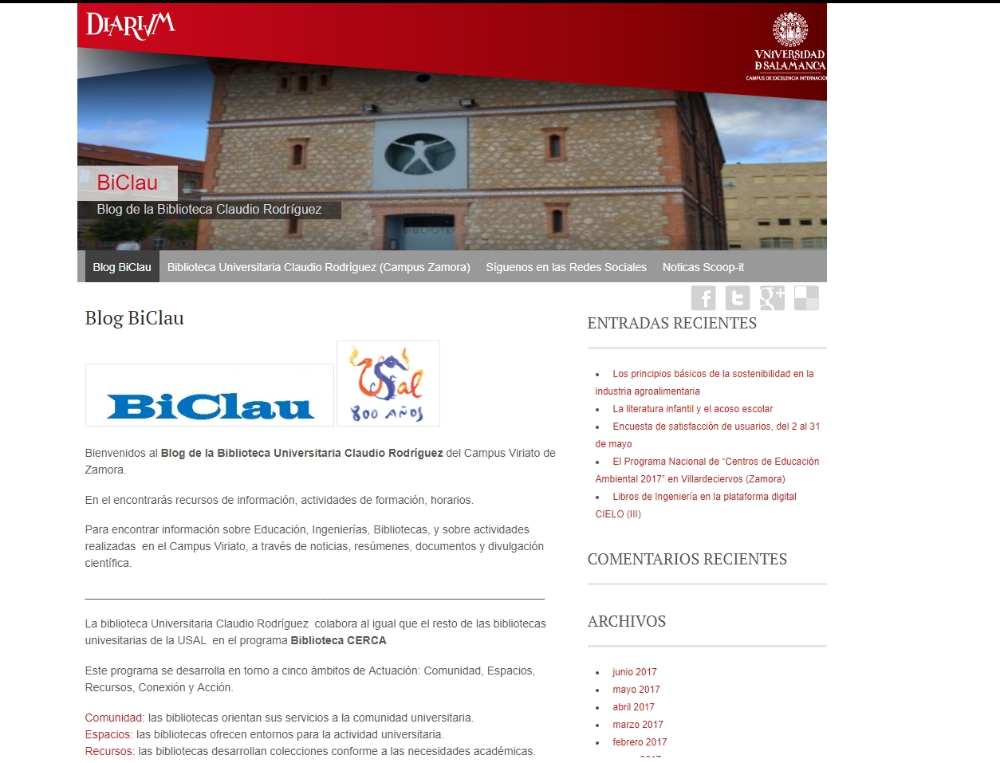 DIARIUM
VNiVERSiDAD
D SALAMANCA
CAMPUS DE EXCELENCIA INTERNACIO
BIBLIOTECA
BiClau
Blog de la Biblioteca Claudio Rodríguez
Blog BiClau
Biblioteca Universitaria Claudio Rodríguez (Campus Zamora)
Síguenos en las Redes Sociales
Noticas Scoop-it
Blog BiClau
BiClau
USal
800 AÑOS
Bienvenidos al Blog de la Biblioteca Universitaria Claudio Rodríguez del Campus Viriato de
Zamora.
En el encontrarás recursos de información, actividades de formación, horarios.
Para encontrar información sobre Educación, Ingenierías, Bibliotecas, y sobre actividades
realizadas en el Campus Viriato, a través de noticias, resúmenes, documentos y divulgación
científica.
La biblioteca Universitaria Claudio Rodríguez colabora al igual que el resto de las bibliotecas
univesitarias de la USAL en el programa Biblioteca CERCA
Este programa se desarrolla en torno a cinco ámbitos de Actuación: Comunidad, Espacios,
Recursos, Conexión y Acción.
Comunidad: las bibliotecas orientan sus servicios a la comunidad universitaria.
Espacios: las bibliotecas ofrecen entornos para la actividad universitaria.
Recursos: las bibliotecas desarrollan colecciones conforme a las necesidades académicas.
ENTRADAS RECIENTES
Los principios básicos de la sostenibilidad en la
industria agroalimentaria
La literatura infantil y el acoso escolar
Encuesta de satisfacción de usuarios, del 2 al 31
de mayo
El Programa Nacional de “Centros de Educación
Ambiental 2017” en Villardeciervos (Zamora)
Libros de Ingeniería en la plataforma digital
CIELO (III)
COMENTARIOS RECIENTES
ARCHIVOS
junio 2017
mayo 2017
abril 2017
marzo 2017
febrero 2017